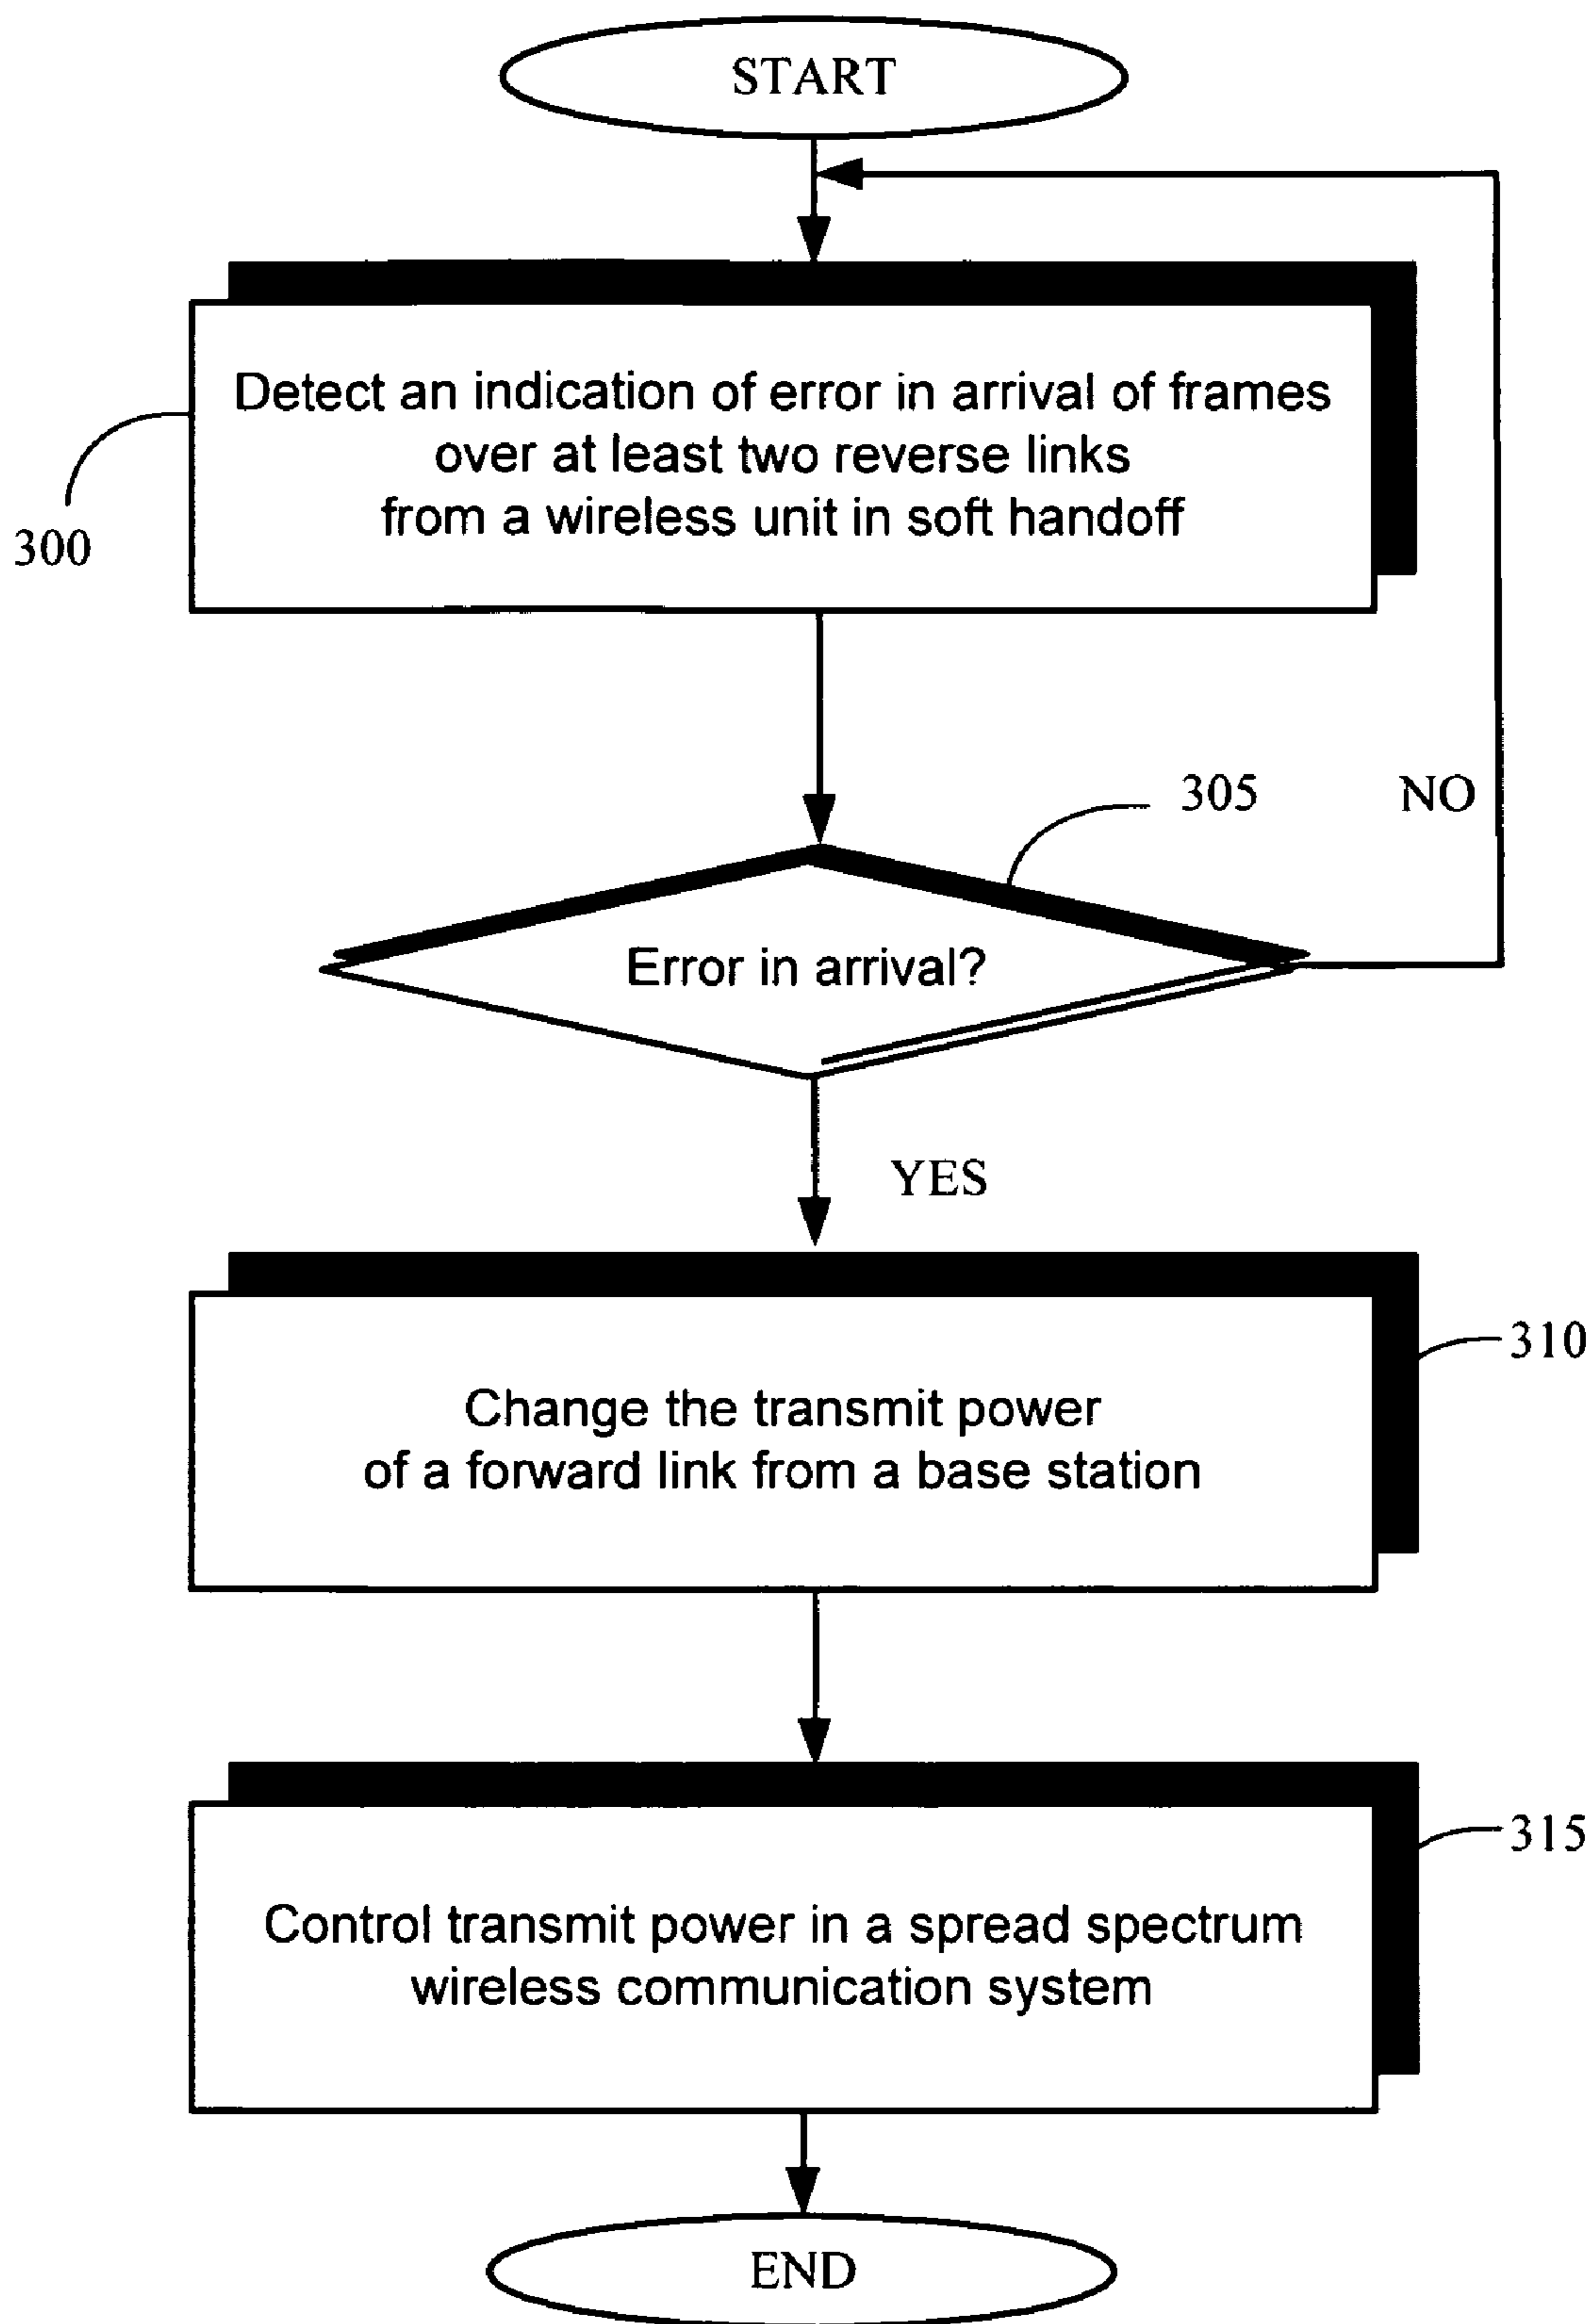 START
Detect an indication of error in arrival of frames
over at least two reverse links
from a wireless unit in soft handoff
300
305
NO
Error in arrival?
YES
310
Change the transmit power
of a forward link from a base station
315
Control transmit power in a spread spectrum
wireless communication system
END